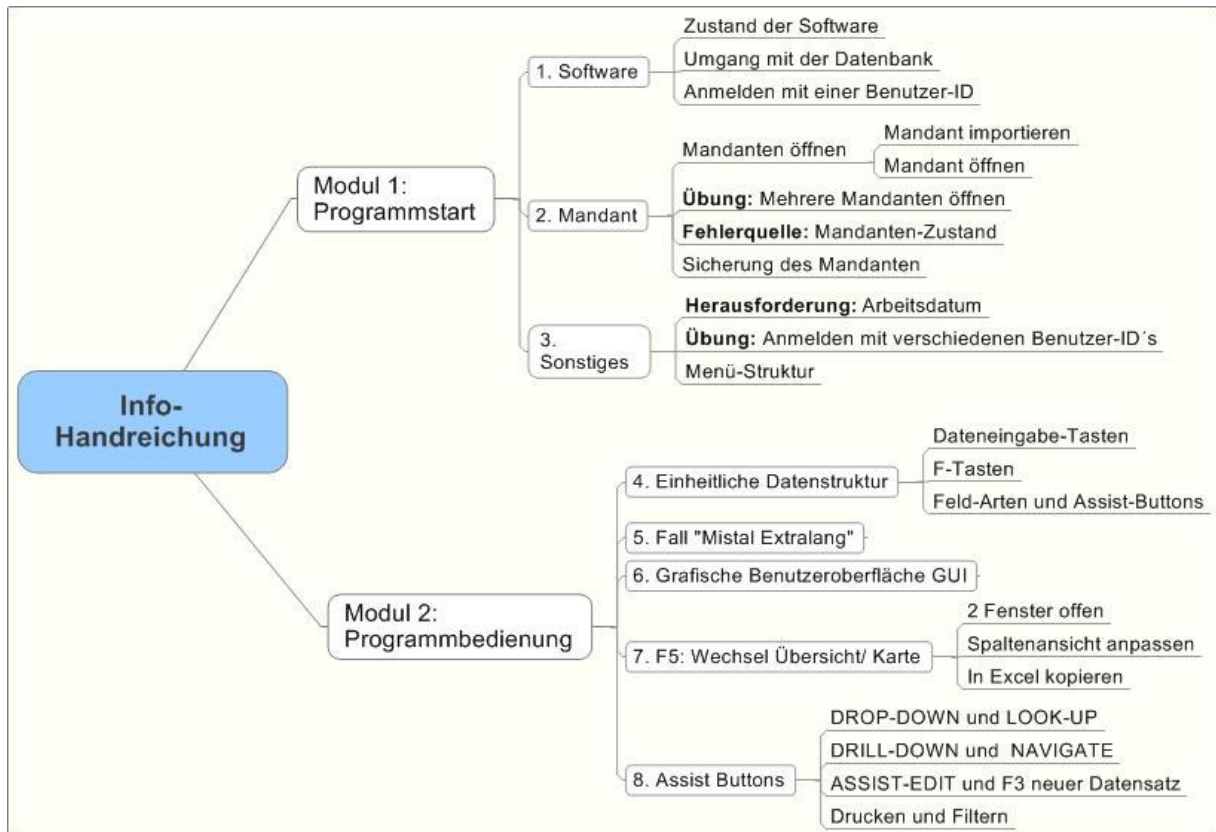 Info-
Handreichung
Modul 1:
Programmstart
1. Software
Zustand der Software
Umgang mit der Datenbank
Anmelden mit einer Benutzer-ID
2. Mandant
Mandanten öffnen
Mandant importieren
Mandant öffnen
Übung: Mehrere Mandanten öffnen
Fehlerquelle: Mandanten-Zustand
Sicherung des Mandanten
3.
Sonstiges
Herausforderung: Arbeitsdatum
Übung: Anmelden mit verschiedenen Benutzer-ID´s
Menü-Struktur
Modul 2:
Programmbedienung
4. Einheitliche Datenstruktur
Dateneingabe-Tasten
F-Tasten
Feld-Arten und Assist-Buttons
5. Fall "Mistal Extralang"
6. Grafische Benutzeroberfläche GUI
7. F5: Wechsel Übersicht/ Karte
2 Fenster offen
Spaltenansicht anpassen
In Excel kopieren
8. Assist Buttons
DROP-DOWN und LOOK-UP
DRILL-DOWN und NAVIGATE
ASSIST-EDIT und F3 neuer Datensatz
Drucken und Filtern